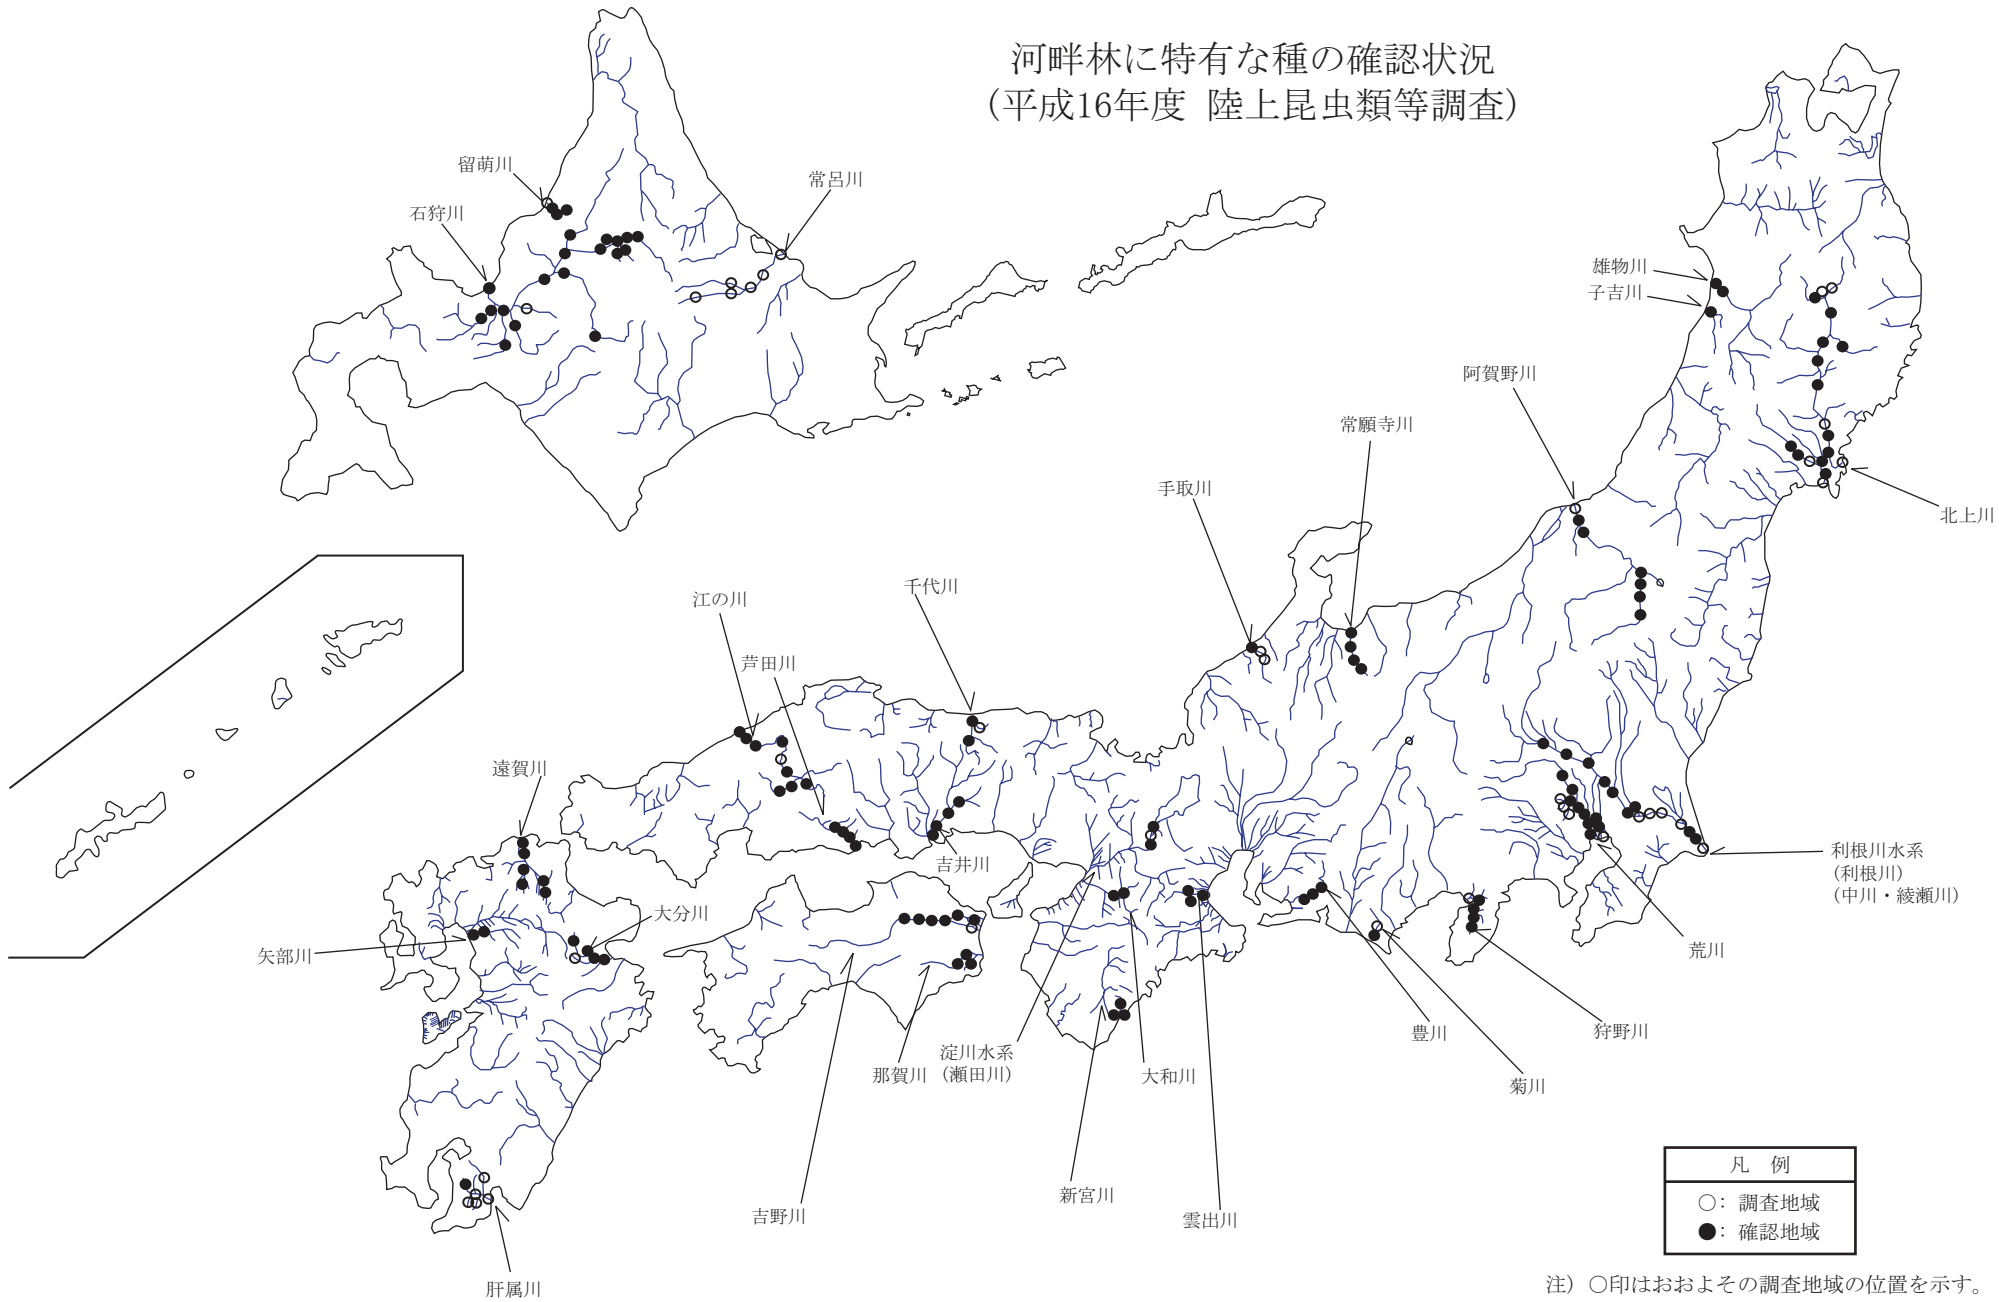 河畔林に特有な種の確認状況
（平成16年度 陸上昆虫類等調査）
留萌川
常呂川
石狩川
雄物川
子吉川
阿賀野川
常願寺川
手取川
北上川
千代川
江の川
芦田川
遠賀川
吉井川
利根川水系
（利根川）
（中川・綾瀬川）
大分川
矢部川
荒川
豊川
狩野川
淀川水系
（瀬田川）
那賀川
大和川
菊川
新宮川
吉野川
雲出川
肝属川
凡 例
○： 調査地域
●： 確認地域
注）○印はおおよその調査地域の位置を示す。